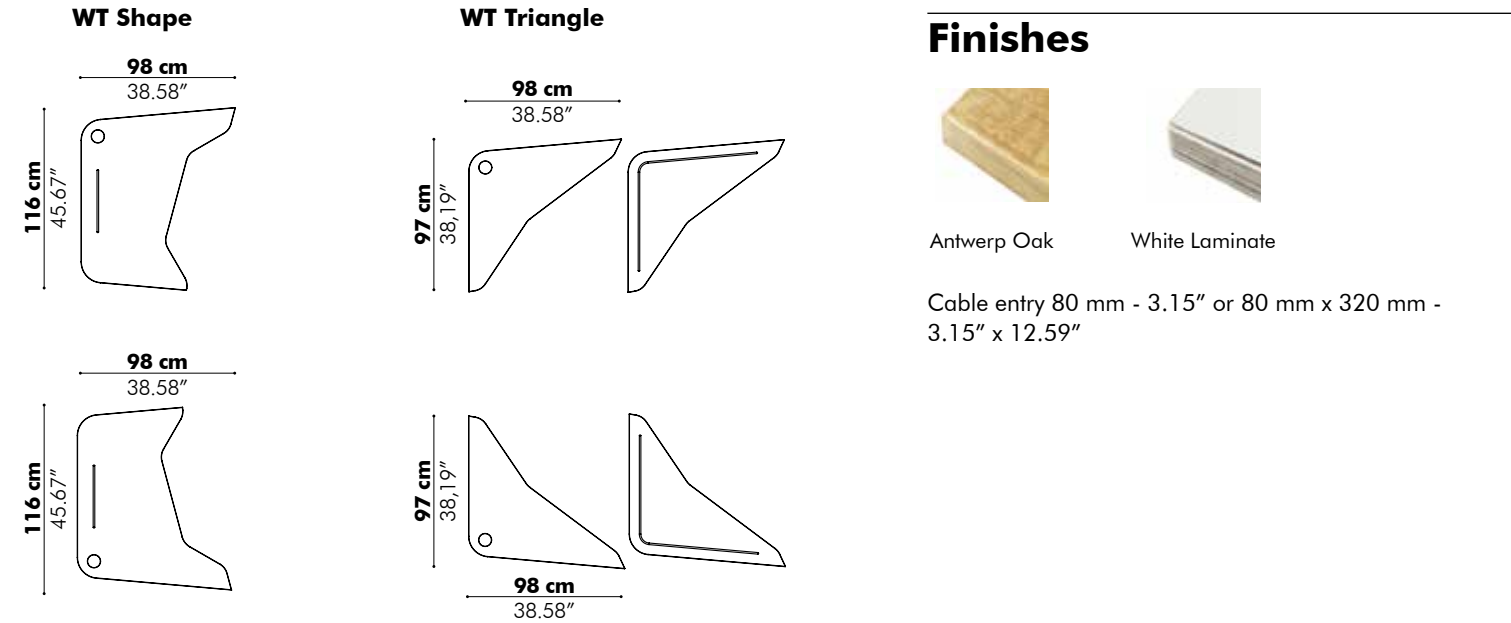 WT Shape
98 cm
38.58″
116 cm
45.67″
98 cm
38.58″
116 cm
45.67″
WT Triangle
98 cm
38.58″
97 cm
38,19″
97 cm
38,19″
98 cm
38.58″
Finishes
Antwerp Oak
White Laminate
Cable entry 80 mm - 3.15″ or 80 mm x 320 mm -
3.15″ x 12.59″